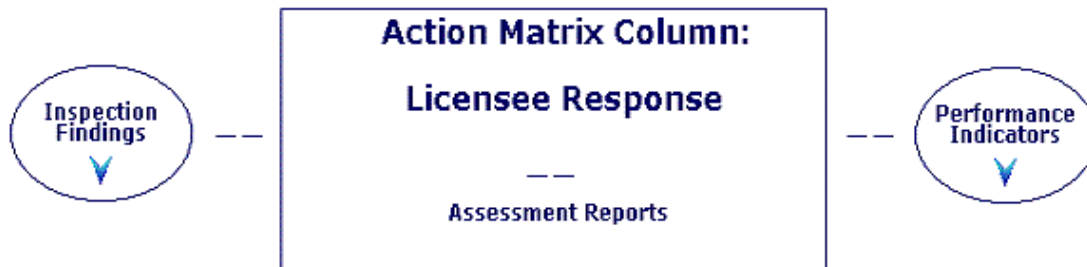 Action Matrix Column:
Licensee Response
Inspection
Findings
Performance
Indicators
Assessment Reports